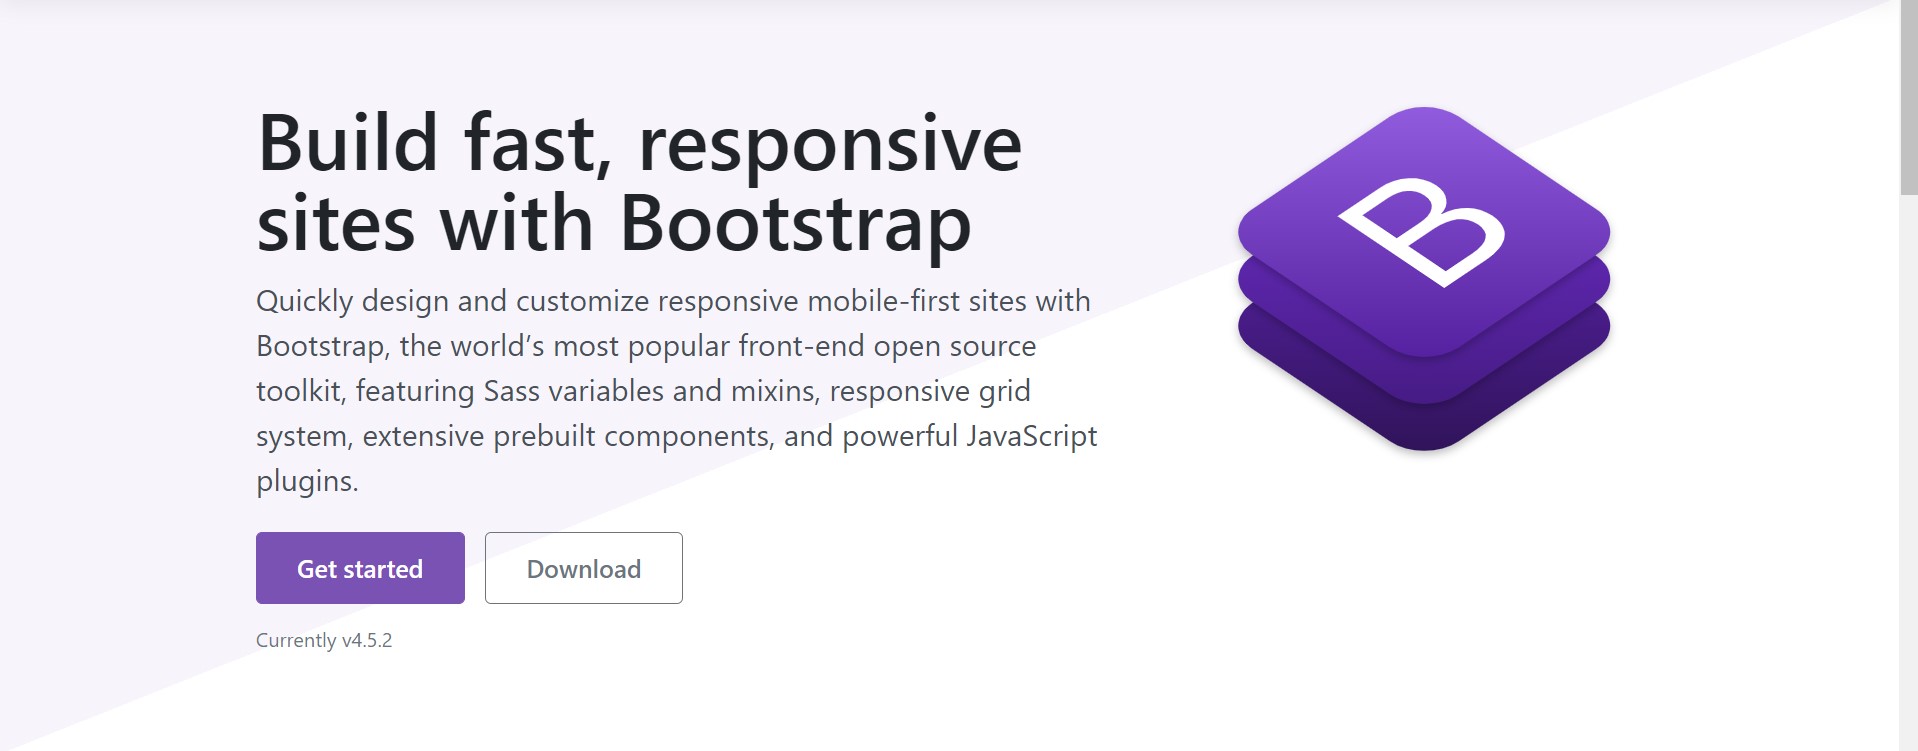 Build fast, responsive
sites with Bootstrap
Quickly design and customize responsive mobile-first sites with
Bootstrap, the world’s most popular front-end open source
toolkit, featuring Sass variables and mixins, responsive grid
system, extensive prebuilt components, and powerful JavaScript
plugins.
Get started
Download
Currently v4.5.2
B